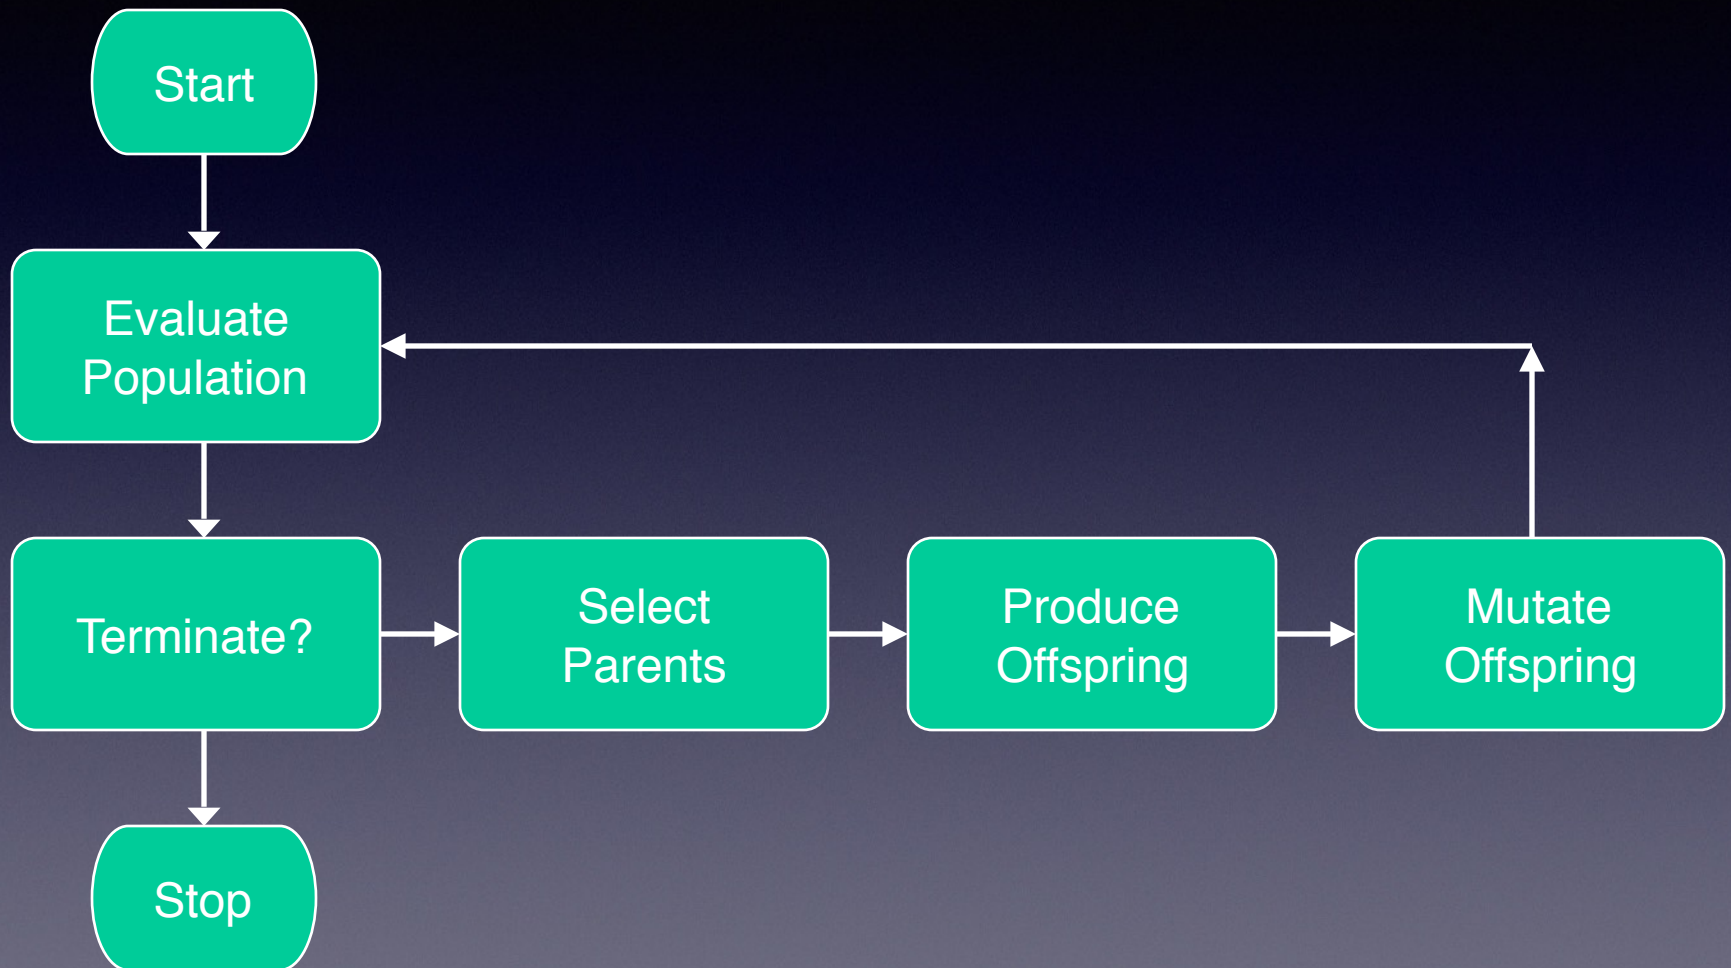 Start
Evaluate
Population
Terminate?
Select
Parents
Produce
Offspring
Mutate
Offspring
Stop